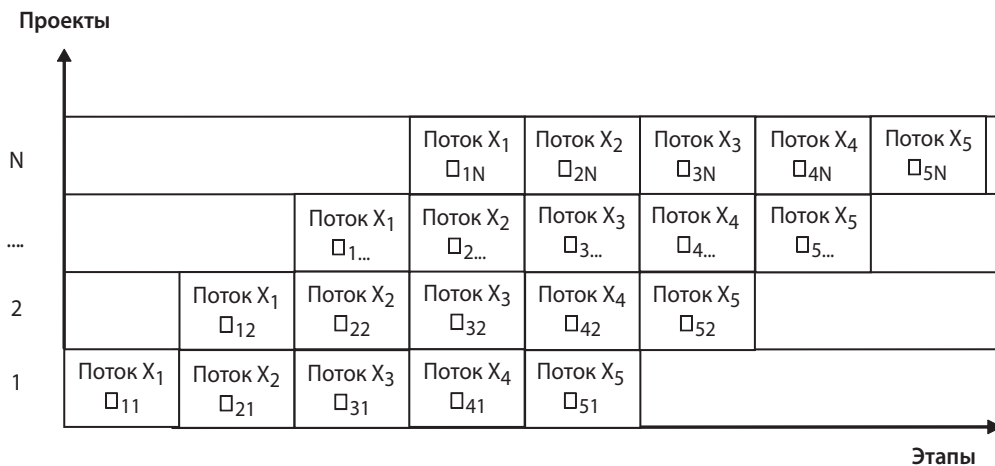 Проекты
N
Поток X1 Поток X2 Поток X3 Поток X4 Поток X5
□1N □2N □3N □4N □5N
....
Поток X1 Поток X2 Поток X3 Поток X4 Поток X5
□1... □2... □3... □4... □5...
2
Поток X1 Поток X2 Поток X3 Поток X4 Поток X5
□12 □22 □32 □42 □52
1
Поток X1 Поток X2 Поток X3 Поток X4 Поток X5
□11 □21 □31 □41 □51
Этапы